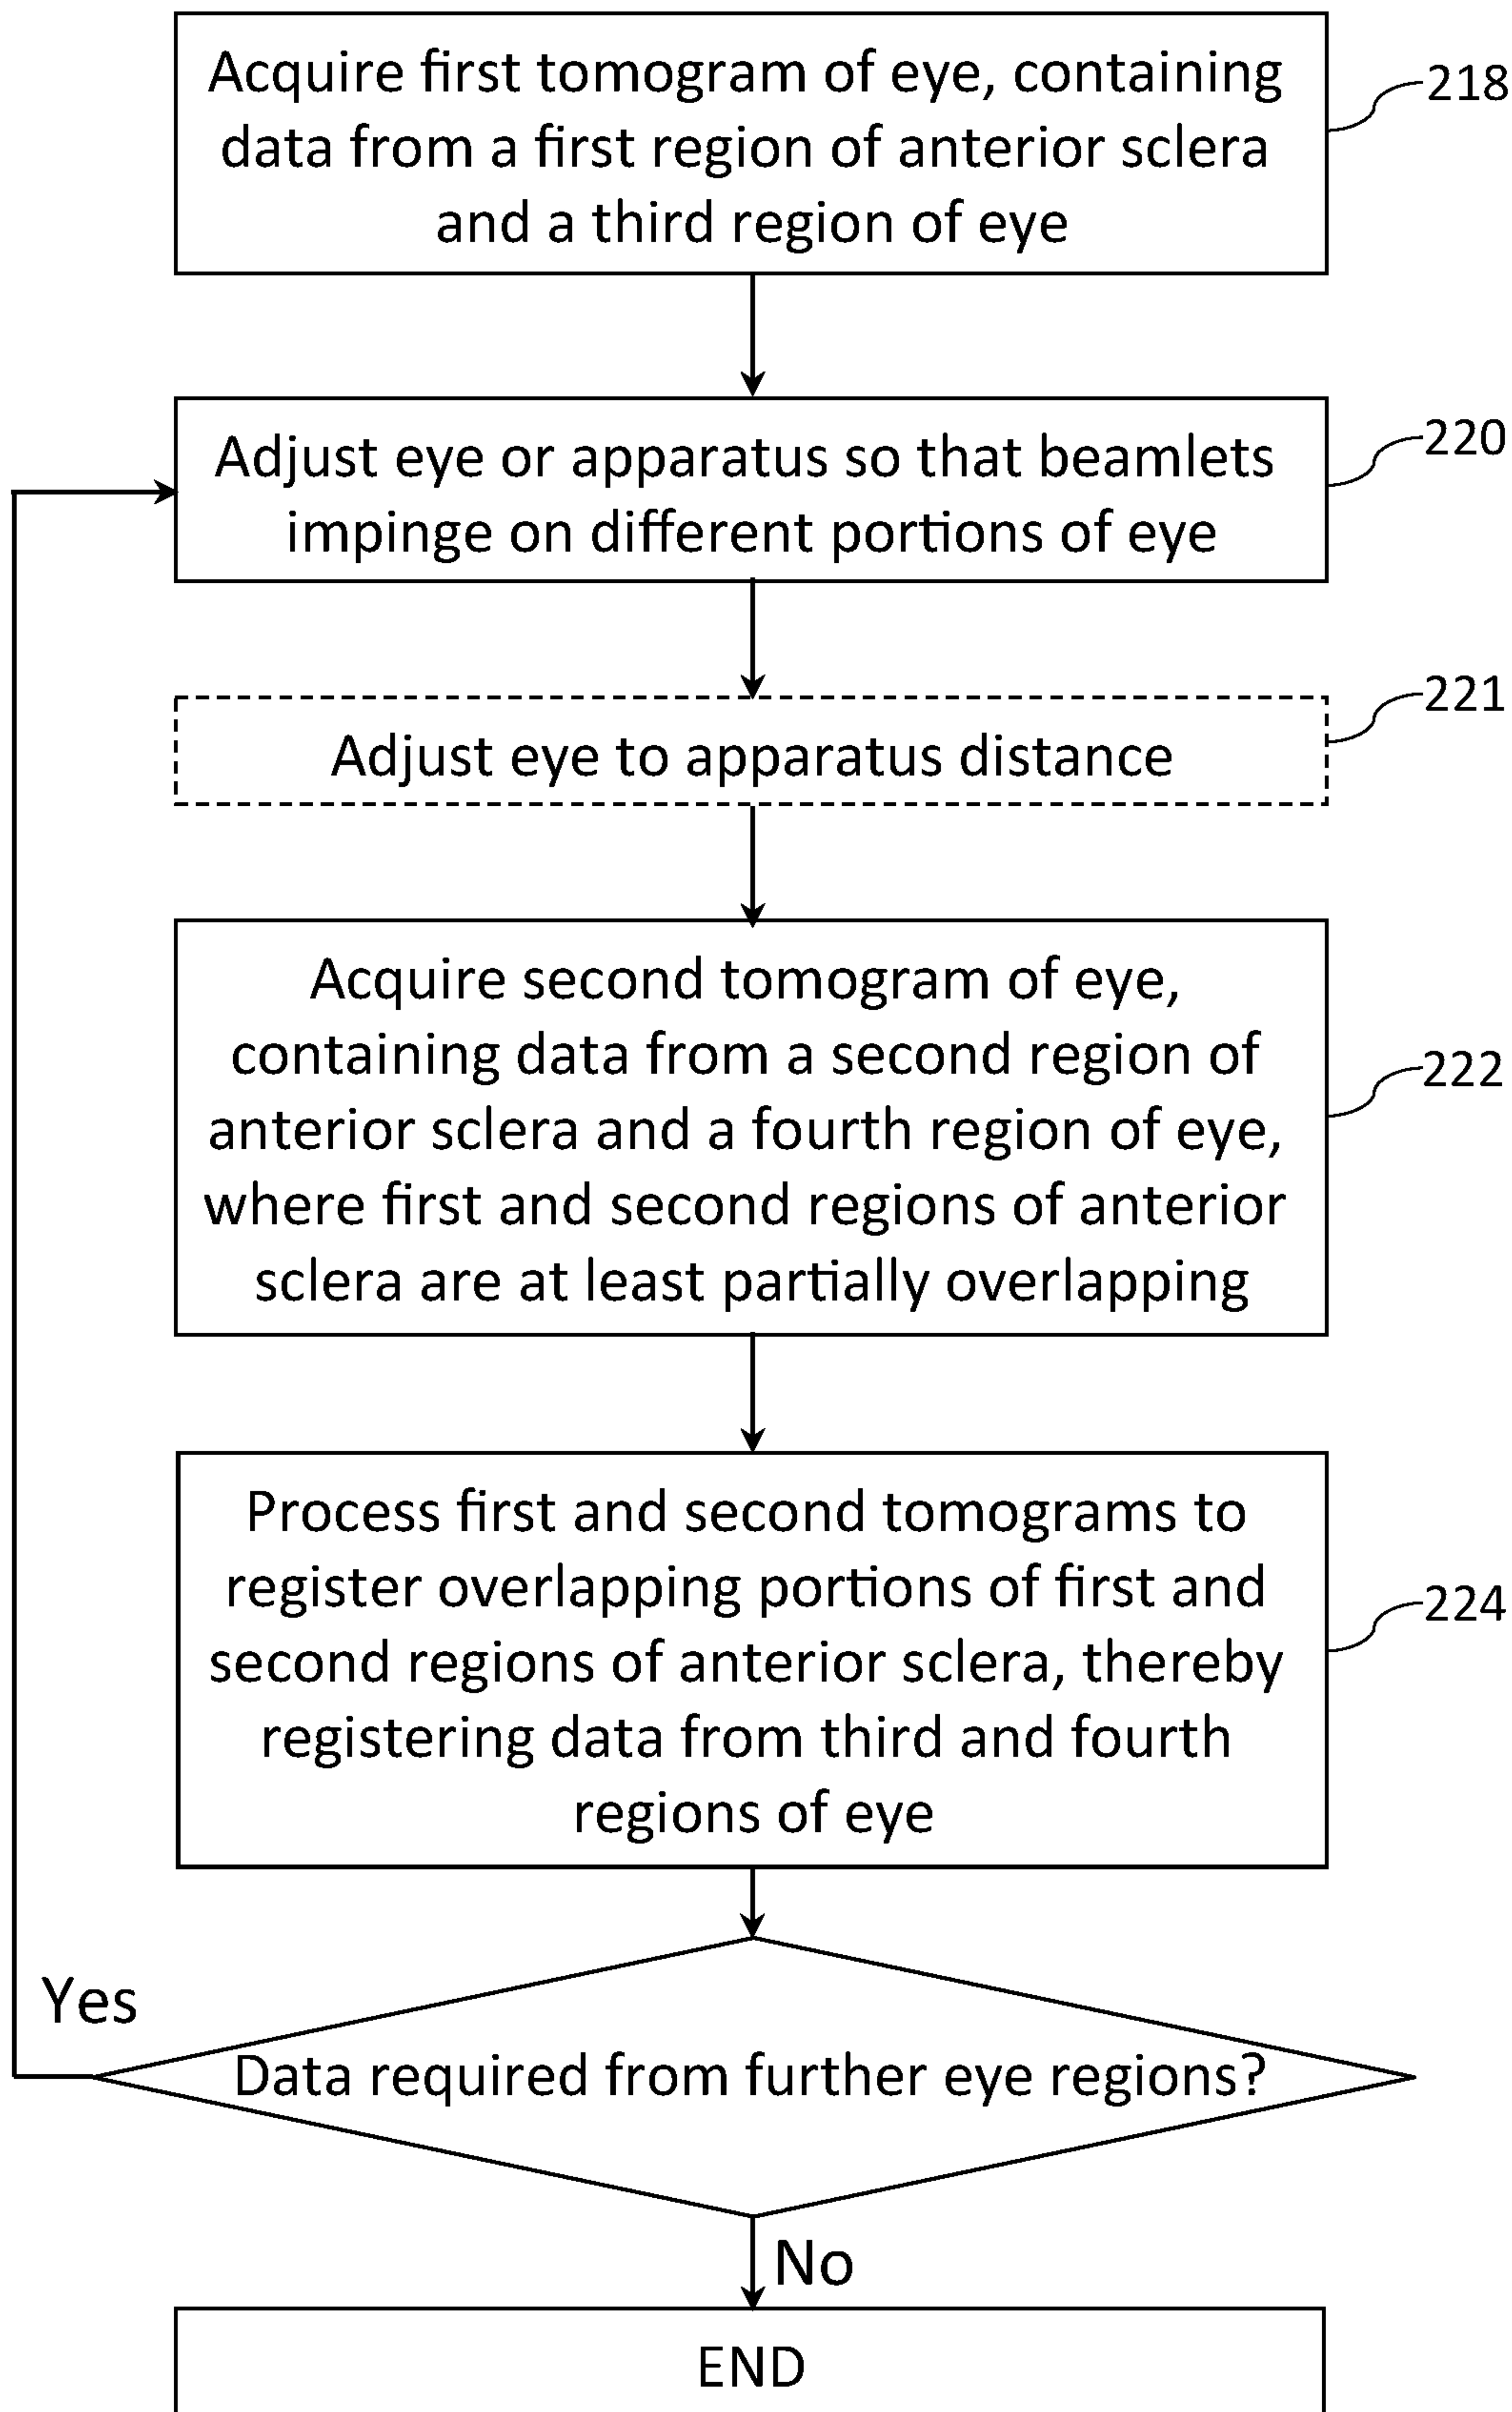 Acquire first tomogram of eye, containing
data from a first region of anterior sclera
and a third region of eye
218
Adjust eye or apparatus so that beamlets
impinge on different portions of eye
220
Adjust eye to apparatus distance
221
Acquire second tomogram of eye,
containing data from a second region of
anterior sclera and a fourth region of eye,
where first and second regions of anterior
sclera are at least partially overlapping
222
Process first and second tomograms to
register overlapping portions of first and
second regions of anterior sclera, thereby
registering data from third and fourth
regions of eye
224
Yes
Data required from further eye regions?
No
END